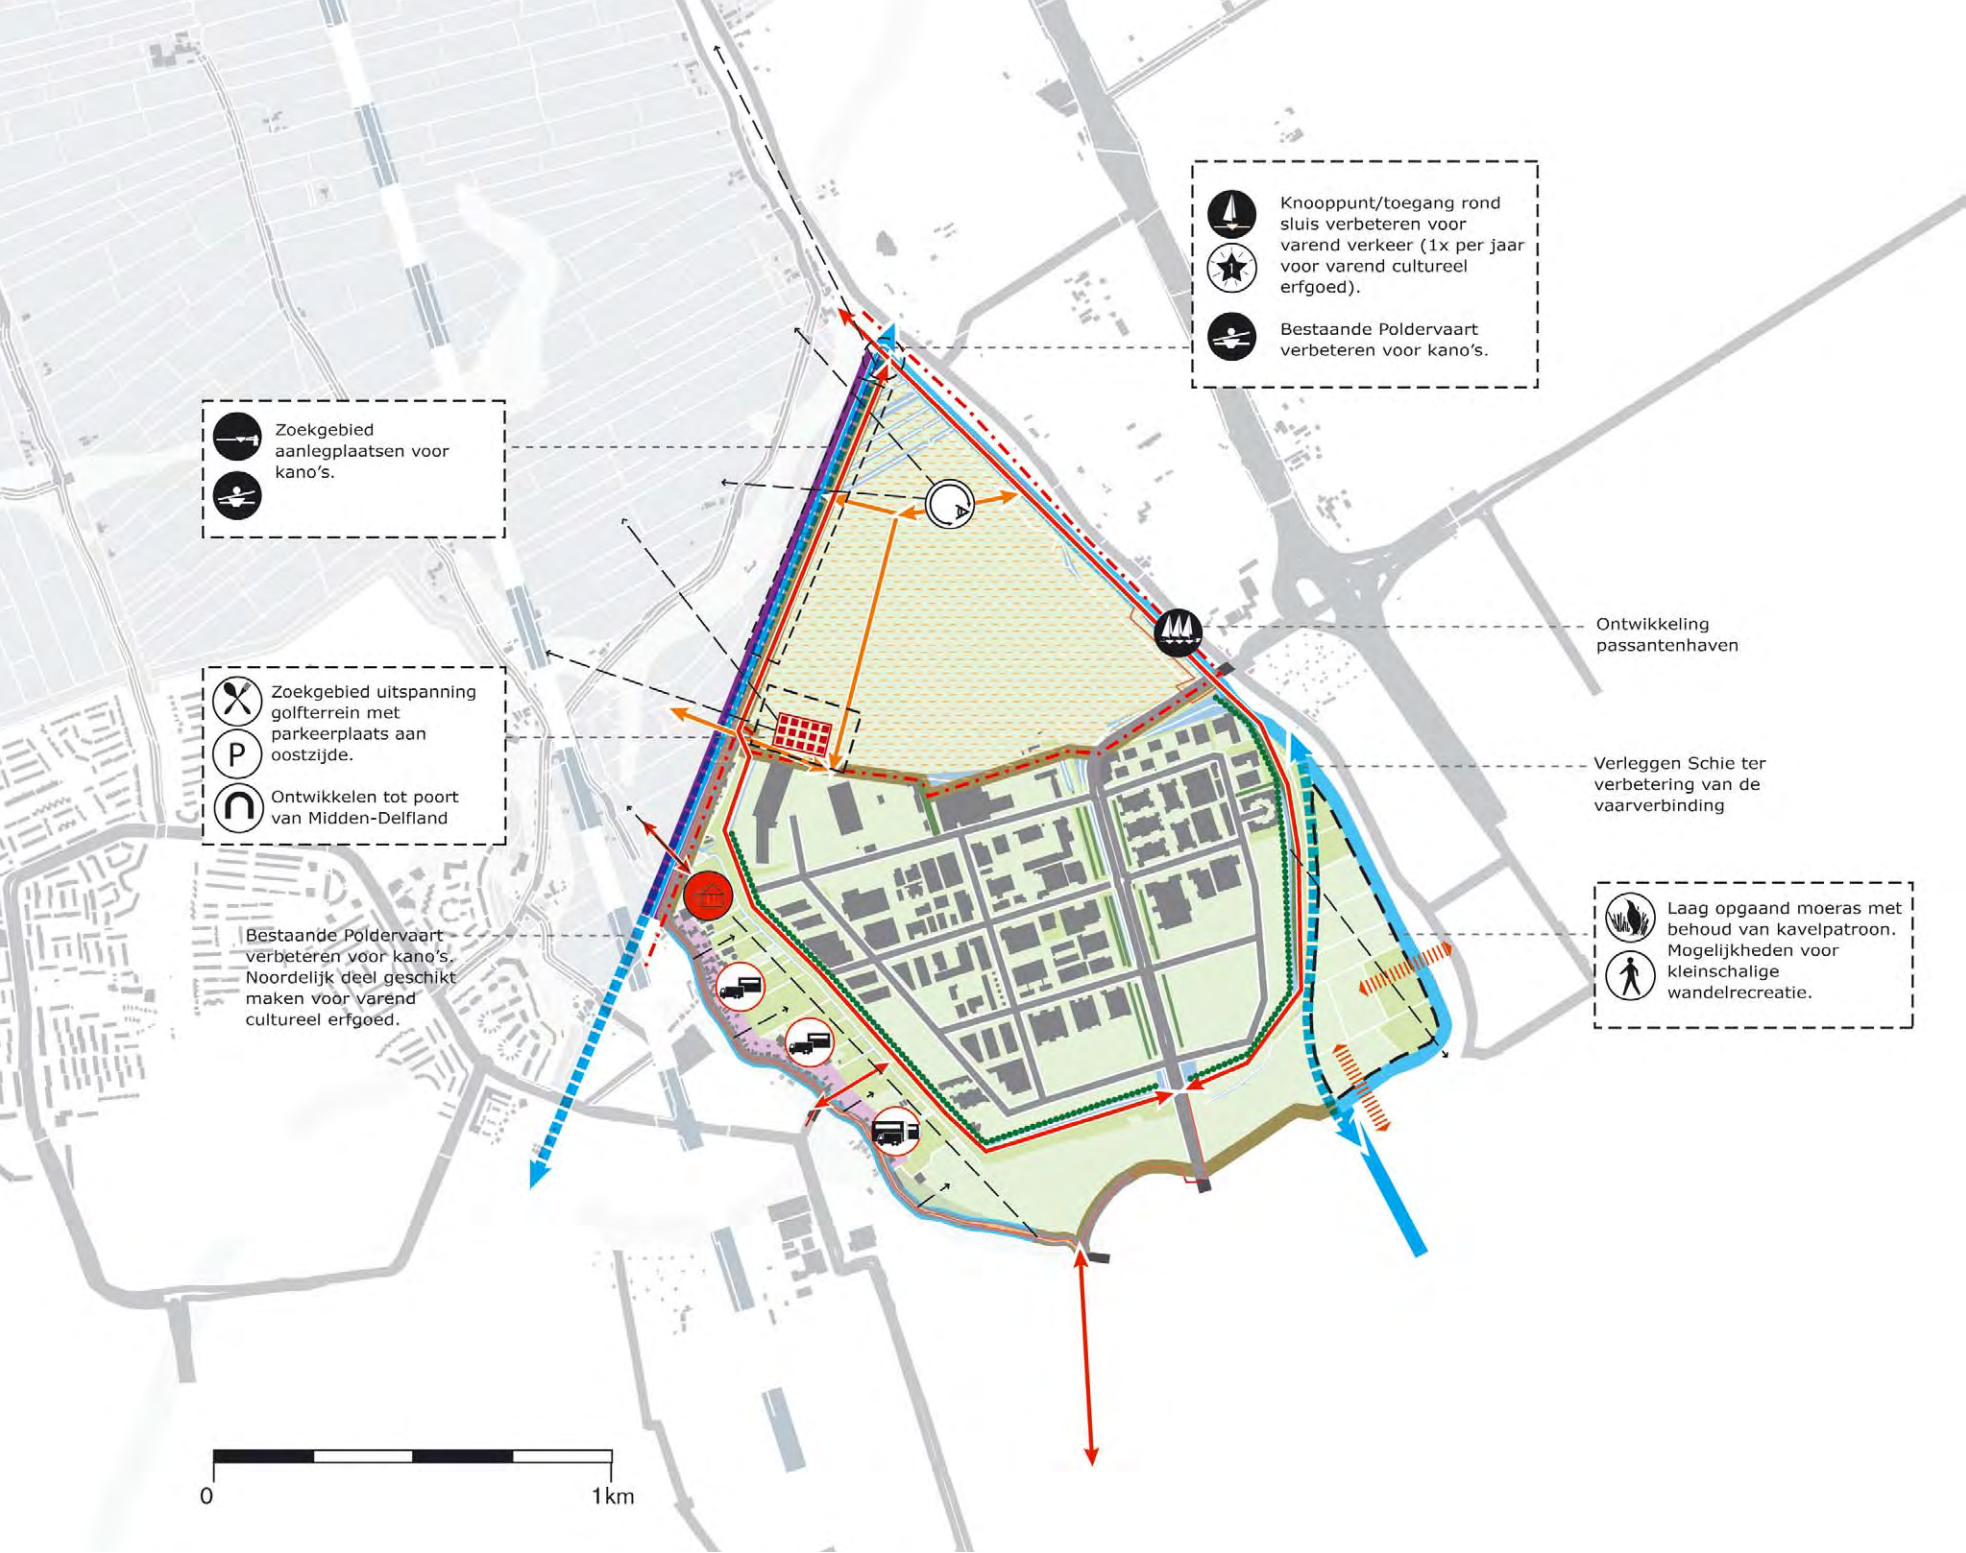 Knooppunt/toegang rond
sluis verbeteren voor
varend verkeer (1x per jaar
voor varend cultureel
erfgoed).
1
Bestaande Poldervaart
verbeteren voor kano's.
Zoekgebied
aanlegplaatsen voor
kano's.
Ontwikkeling
passantenhaven
Zoekgebied uitspanning
golfterrein met
parkeerplaats aan
oostzijde.
P
Ontwikkelen tot poort
van Midden-Delfland
Verleggen Schie ter
verbetering van de
vaarverbinding
Laag opgaand moeras met
behoud van kavelpatroon.
Mogelijkheden voor
kleinschalige
wandelrecreatie.
Bestaande Poldervaart
verbeteren voor kano's.
Noordelijk deel geschikt
maken voor varend
cultureel erfgoed.
0
1km